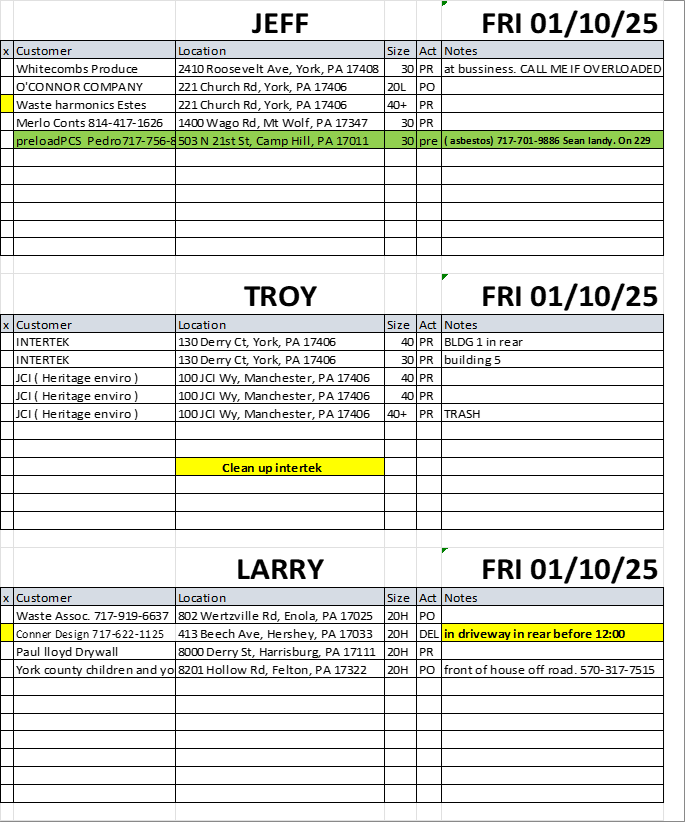 JEFF FRI 01/10/25
x Customer Location Size Act Notes
Whitecombs Produce 2410 Roosevelt Ave, York, PA 17408 30 PR at bussiness. CALL ME IF OVERLOADED
O'CONNOR COMPANY 221 Church Rd, York, PA 17406 20L PO
Waste harmonics Estes 221 Church Rd, York, PA 17406 40+ PR
Merlo Conts 814-417-1626 1400 Wago Rd, Mt Wolf, PA 17347 30 PR
preloadPCS Pedro717-756-8 503 N 21st St, Camp Hill, PA 17011 30 pre ( asbestos) 717-701-9886 Sean landy. On 229
TROY FRI 01/10/25
x Customer Location Size Act Notes
INTERTEK 130 Derry Ct, York, PA 17406 40 PR BLDG 1 in rear
INTERTEK 130 Derry Ct, York, PA 17406 30 PR building 5
JCI ( Heritage enviro ) 100 JCI Wy, Manchester, PA 17406 40 PR
JCI ( Heritage enviro ) 100 JCI Wy, Manchester, PA 17406 40 PR
JCI ( Heritage enviro ) 100 JCI Wy, Manchester, PA 17406 40+ PR TRASH
Clean up intertek
LARRY FRI 01/10/25
x Customer Location Size Act Notes
Waste Assoc. 717-919-6637 802 Wertzville Rd, Enola, PA 17025 20H PO
Conner Design 717-622-1125 413 Beech Ave, Hershey, PA 17033 20H DEL in driveway in rear before 12:00
Paul lloyd Drywall 8000 Derry St, Harrisburg, PA 17111 20H PR
York county children and yo 8201 Hollow Rd, Felton, PA 17322 20H PO front of house off road. 570-317-7515